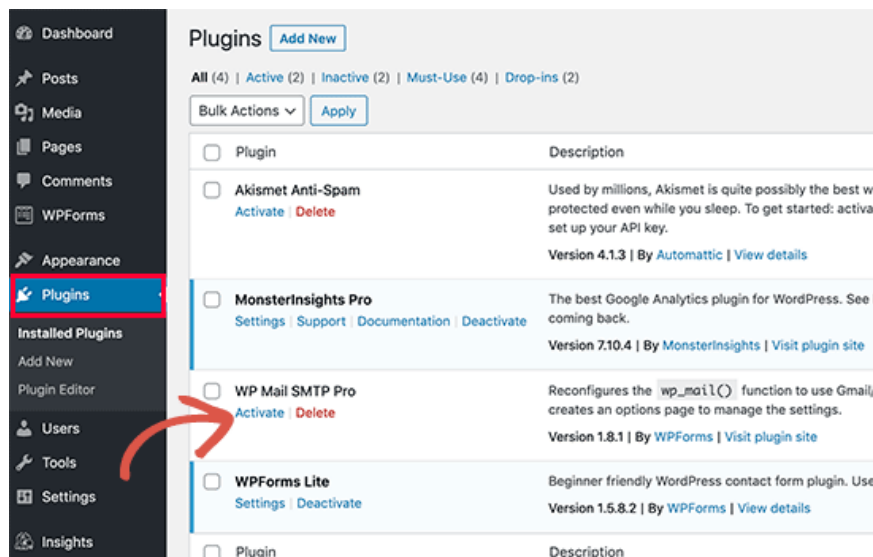 Dashboard
Posts
Media
Pages
Comments
WPForms
Appearance
Plugins
Installed Plugins
Add New
Plugin Editor
Users
Tools
Settings
Insights
Plugins Add New
All (4) | Active (2) | Inactive (2) | Must-Use (4) | Drop-ins (2)
Bulk Actions Apply
Plugin Description
Akismet Anti-Spam
Activate | Delete
Used by millions, Akismet is quite possibly the best w
protected even while you sleep. To get started: activa
set up your API key.
Version 4.1.3 | By Automattic | View details
MonsterInsights Pro
Settings | Support | Documentation | Deactivate
The best Google Analytics plugin for WordPress. See
coming back.
Version 7.10.4 | By MonsterInsights | Visit plugin site
WP Mail SMTP Pro
Activate | Delete
Reconfigures the wp_mail() function to use Gmail/
creates an options page to manage the settings.
Version 1.8.1 | By WPForms | Visit plugin site
WPForms Lite
Settings | Deactivate
Beginner friendly WordPress contact form plugin. Use
Version 1.5.8.2 | By WPForms | View details
Plugin Description